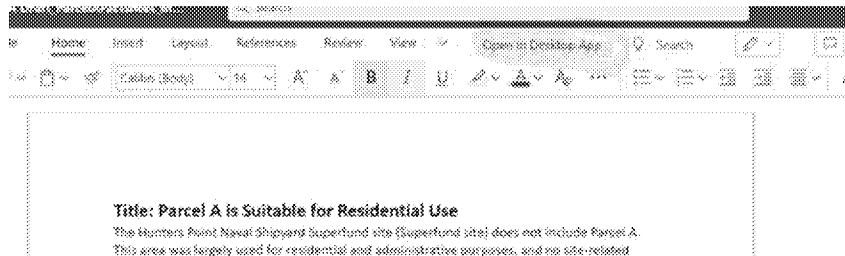 Search
Home Insert Layout References Review View Open in Desktop App Search
Calibri (Body) 16 A A B I U A A
Title: Parcel A is Suitable for Residential Use
The Hunters Point Naval Shipyard Superfund site (Superfund site) does not include Parcel A.
This area was largely used for residential and administrative purposes, and no site-related